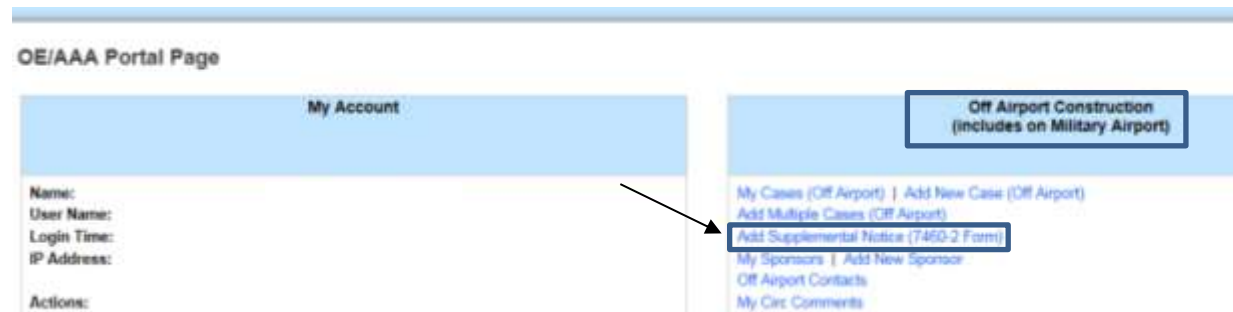 OE/AAA Portal Page
My Account
Name:
User Name:
Login Time:
IP Address:
Actions:
Off Airport Construction
(includes on Military Airport)
My Cases (Off Airport) | Add New Case (Off Airport)
Add Multiple Cases (Off Airport)
Add Supplemental Notice (7460-2 Form)
My Sponsors | Add New Sponsor
Off Airport Contacts
My Circ Comments